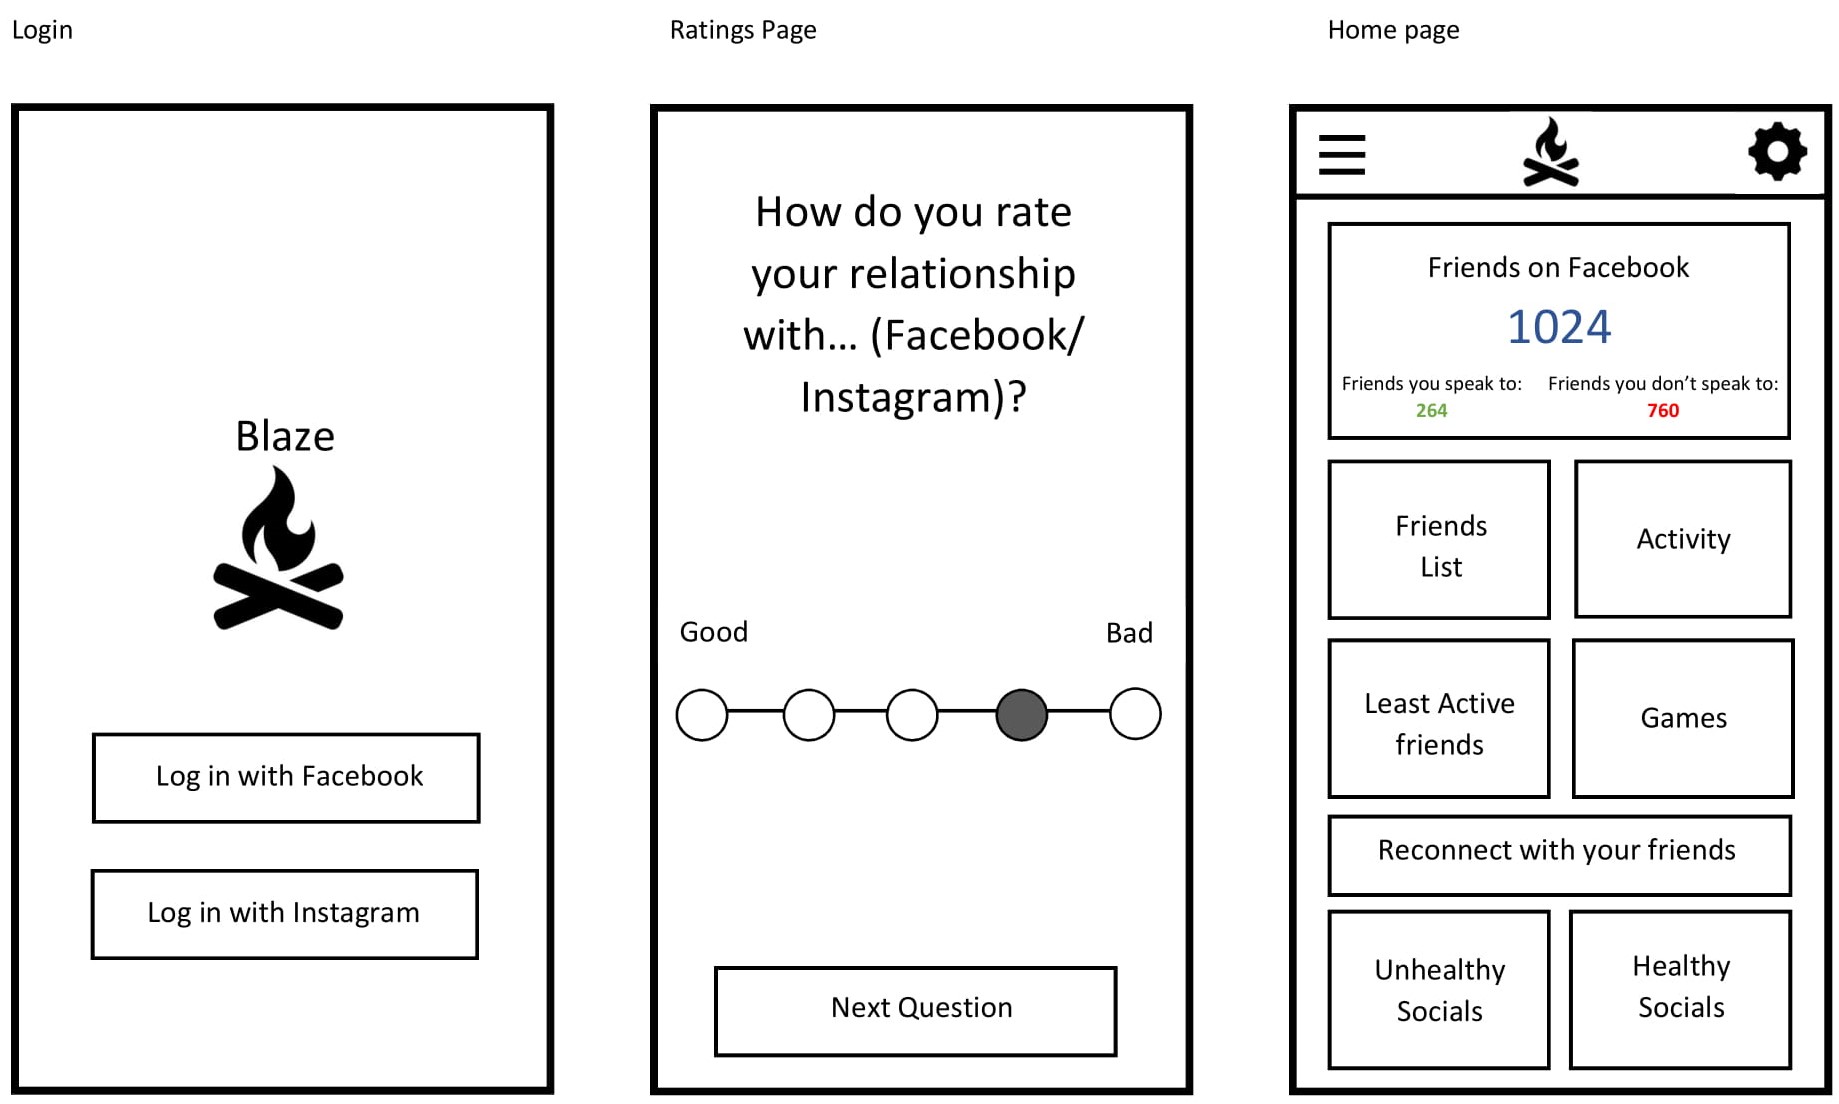 Login
Blaze
Log in with Facebook
Log in with Instagram
Ratings Page
How do you rate
your relationship
with... (Facebook/
Instagram)?
Good
Bad
Next Question
Home page
Friends on Facebook
1024
Friends you speak to:
264
Friends you don't speak to:
760
Friends
List
Activity
Least Active
friends
Games
Reconnect with your friends
Unhealthy
Socials
Healthy
Socials